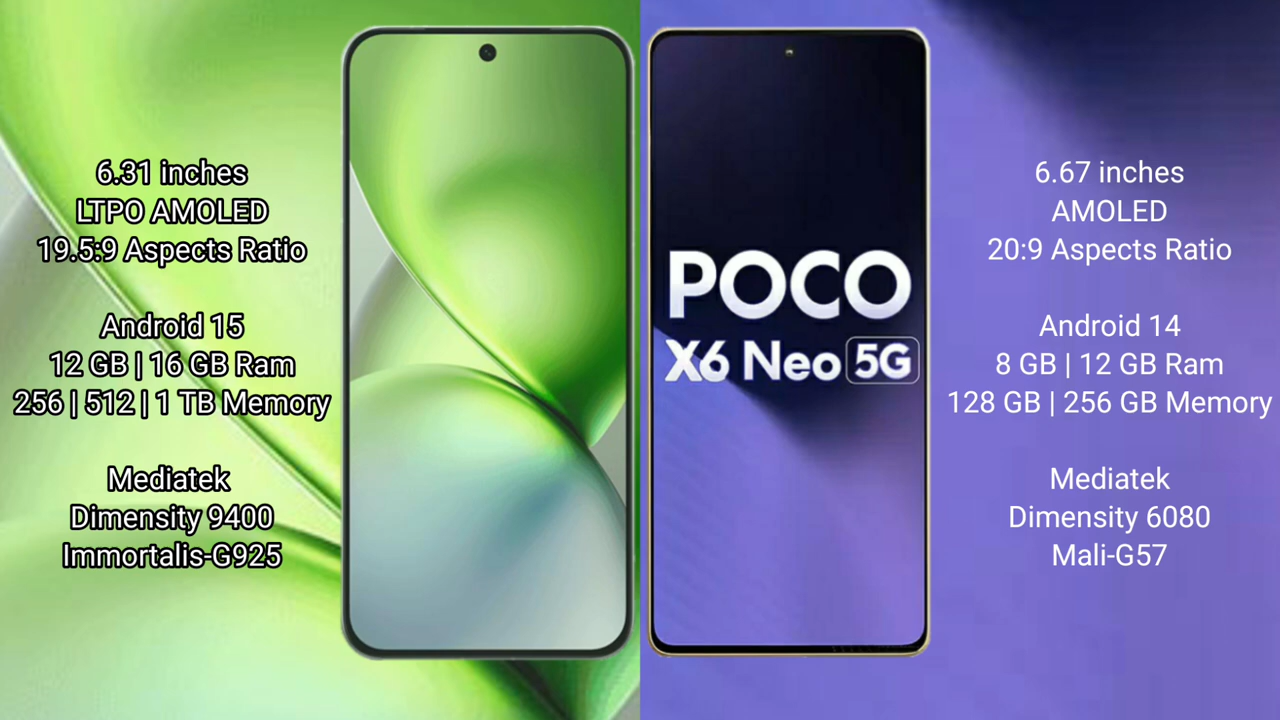 6.31 inches
LTPO AMOLED
19.5:9 Aspects Ratio
Android 15
12 GB | 16 GB Ram
256 | 512 | 1 TB Memory
Mediatek
Dimensity 9400
Immortalis-G925
POCO
X6 Neo 5G
6.67 inches
AMOLED
20:9 Aspects Ratio
Android 14
8 GB | 12 GB Ram
128 GB | 256 GB Memory
Mediatek
Dimensity 6080
Mali-G57